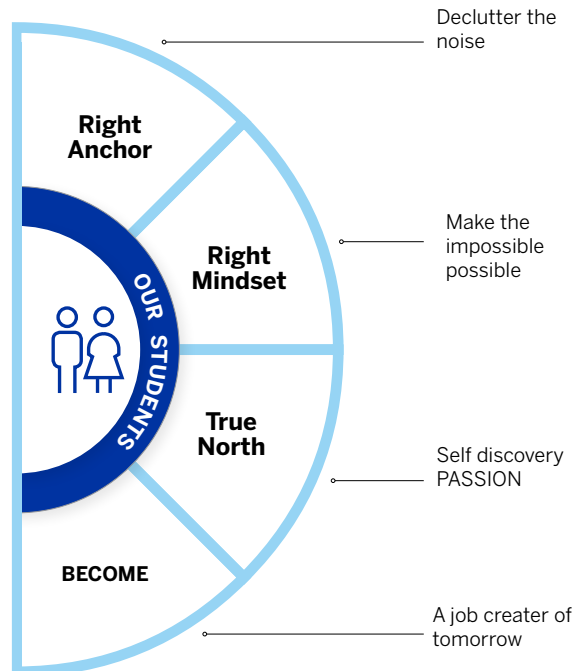 Declutter the
noise
Right
Anchor
Make the
impossible
possible
Right
Mindset
OUR STUDENTS
True
North
Self discovery
PASSION
BECOME
A job creater of
tomorrow